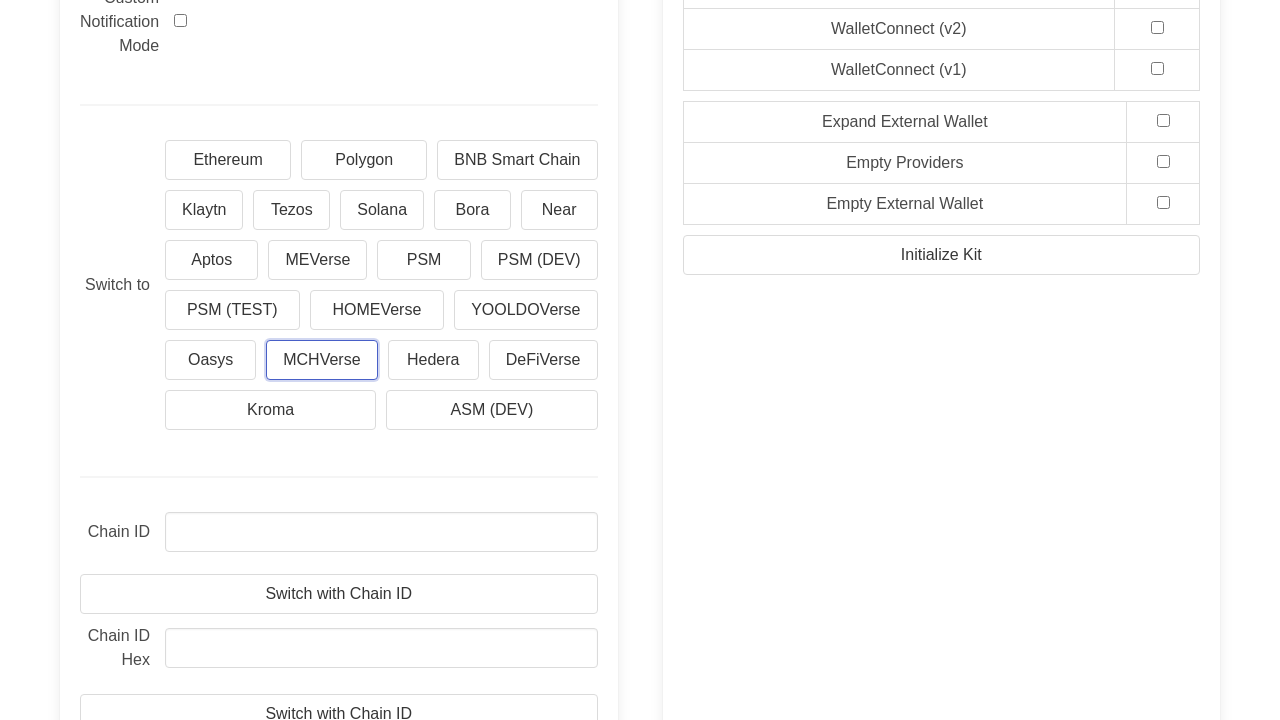 Custom
Notification
Mode
Switch to
Ethereum
Polygon
BNB Smart Chain
Klaytn
Tezos
Solana
Bora
Near
Aptos
MEVerse
PSM
PSM (DEV)
PSM (TEST)
HOMEVerse
YOOLDOVerse
Oasys
MCHVerse
Hedera
DeFiVerse
Kroma
ASM (DEV)
Chain ID
Switch with Chain ID
Chain ID
Hex
Switch with Chain ID
WalletConnect (v2)
WalletConnect (v1)
Expand External Wallet
Empty Providers
Empty External Wallet
Initialize Kit